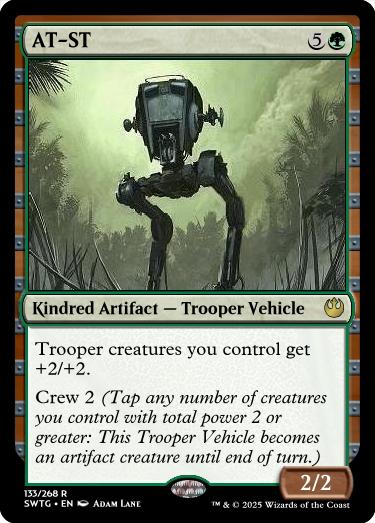 AT-ST 5
Kindred Artifact — Trooper Vehicle
Trooper creatures you control get
+2/+2.
Crew 2 (Tap any number of creatures
you control with total power 2 or
greater: This Trooper Vehicle becomes
an artifact creature until end of turn.)
2/2
133/268 R
SWTG • EN ADAM LANE
™ & © 2025 Wizards of the Coast